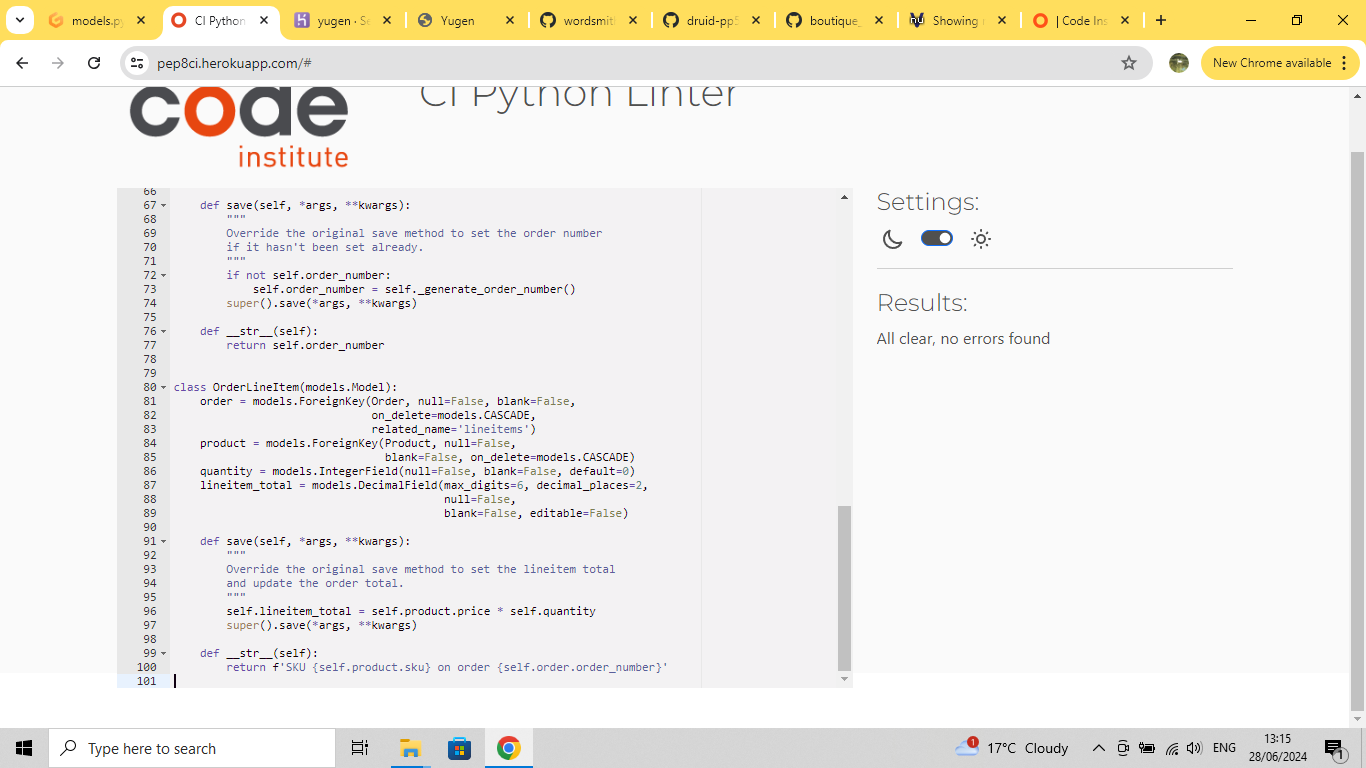 models.py
CI Python
yugen - Se
Yugen
wordsmit
druid-pp5
boutique_
Showing
| Code Ins
pep8ci.herokuapp.com/#
New Chrome available
code
institute
CI Python Linter
66
67 def save(self, *args, **kwargs):
68 """
69 Override the original save method to set the order number
70 if it hasn't been set already.
71 """
72 if not self.order_number:
73 self.order_number = self._generate_order_number()
74 super().save(*args, **kwargs)
75
76 def __str__(self):
77 return self.order_number
78
79
80 class OrderLineItem(models.Model):
81 order = models.ForeignKey(Order, null=False, blank=False,
82 on_delete=models.CASCADE,
83 related_name='lineitems')
84 product = models.ForeignKey(Product, null=False,
85 blank=False, on_delete=models.CASCADE)
86 quantity = models.IntegerField(null=False, blank=False, default=0)
87 lineitem_total = models.DecimalField(max_digits=6, decimal_places=2,
88 null=False,
89 blank=False, editable=False)
90
91 def save(self, *args, **kwargs):
92 """
93 Override the original save method to set the lineitem total
94 and update the order total.
95 """
96 self.lineitem_total = self.product.price * self.quantity
97 super().save(*args, **kwargs)
98
99 def __str__(self):
100 return f'SKU {self.product.sku} on order {self.order.order_number}'
101
Settings:
Results:
All clear, no errors found
Type here to search
1
17°C Cloudy
ENG
13:15
28/06/2024
1